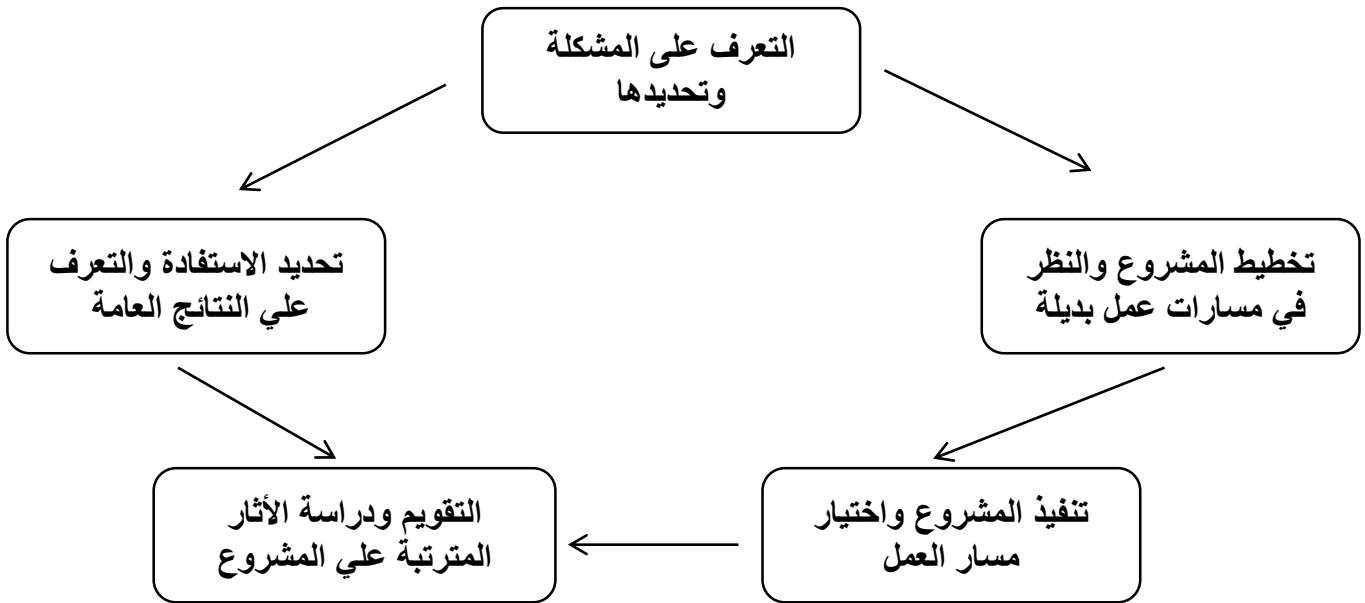 التعرف على المشكلة
وتحديدها
تخطيط المشروع والنظر
في مسارات عمل بديلة
تحديد الاستفادة والتعرف
علي النتائج العامة
تنفيذ المشروع واختيار
مسار العمل
التقويم ودراسة الأثار
المترتبة علي المشروع